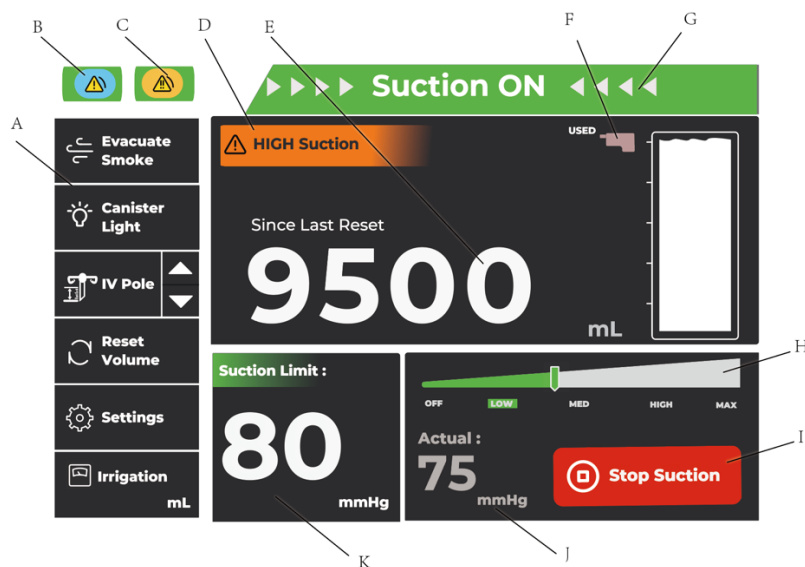 B
C
D
E
F
G
Suction ON
A
Evacuate
Smoke
Canister
Light
IV Pole
Reset
Volume
Settings
Irrigation
mL
HIGH Suction
USED
Since Last Reset
9500
mL
Suction Limit :
80
mmHg
K
H
OFF
LOW
MED
HIGH
MAX
Actual :
75
mmHg
J
Stop Suction
I